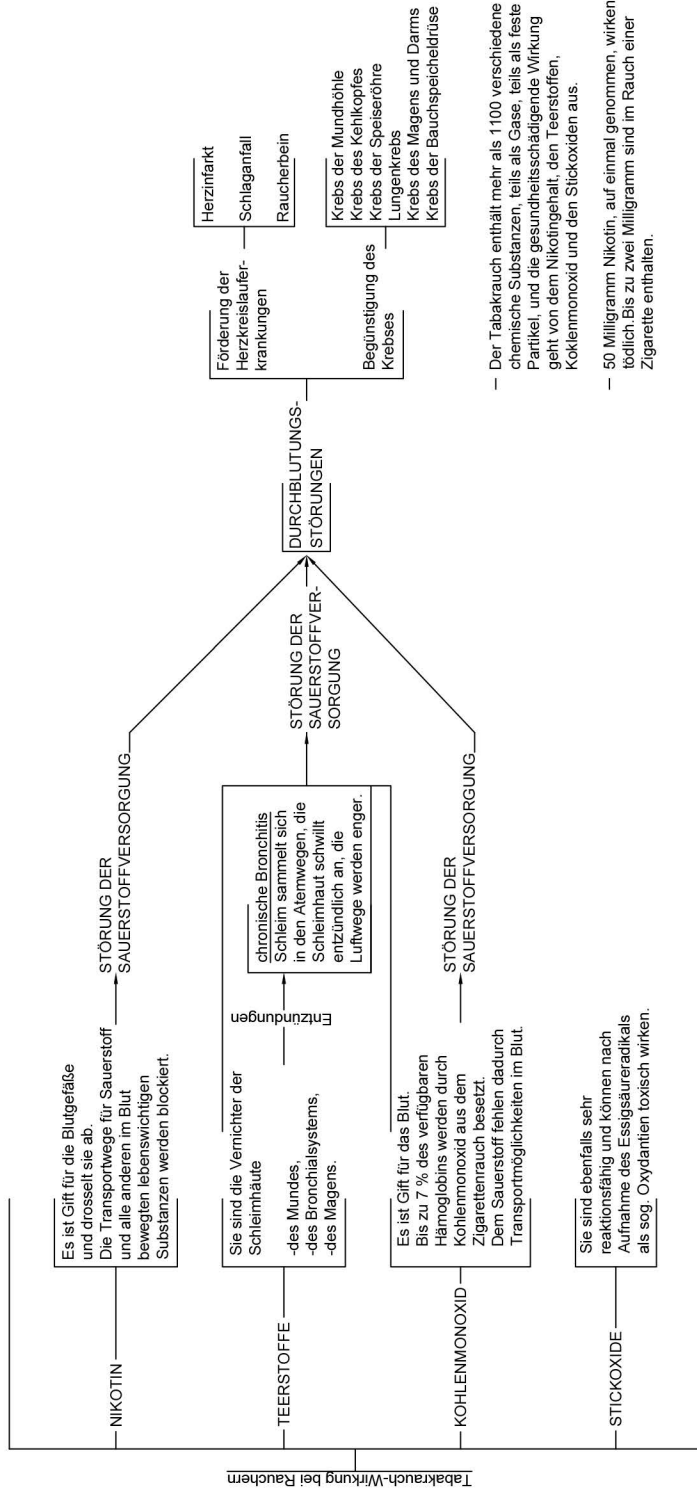 Tabakrauch-Wirkung bei Rauchern
NIKOTIN
Es ist Gift für die Blutgefäße
und drosselt sie ab.
Die Transportwege für Sauerstoff
und alle anderen im Blut
bewegten lebenswichtigen
Substanzen werden blockiert.
STÖRUNG DER
SAUERSTOFFVERSORGUNG
TEERSTOFFE
Sie sind die Vernichter der
Schleimhäute
-des Mundes,
-des Bronchialsystems,
-des Magens.
Entzündungen
chronische Bronchitis
Schleim sammelt sich
in den Atemwegen, die
Schleimhaut schwillt
entzündlich an, die
Luftwege werden enger.
STÖRUNG DER
SAUERSTOFFVER-
SORGUNG
KOHLENMONOXID
Es ist Gift für das Blut.
Bis zu 7 % des verfügbaren
Hämoglobins werden durch
Kohlenmonoxid aus dem
Zigarettenrauch besetzt.
Dem Sauerstoff fehlen dadurch
Transportmöglichkeiten im Blut.
STÖRUNG DER
SAUERSTOFFVERSORGUNG
STICKOXIDE
Sie sind ebenfalls sehr
reaktionsfähig und können nach
Aufnahme des Essigsäureradikals
als sog. Oxydantien toxisch wirken.
DURCHBLUTUNGS-
STÖRUNGEN
Förderung der
Herzkreislaufer-
krankungen
Herzinfarkt
Schlaganfall
Raucherbein
Begünstigung des
Krebses
Krebs der Mundhöhle
Krebs des Kehlkopfes
Krebs der Speiseröhre
Lungenkrebs
Krebs des Magens und Darms
Krebs der Bauchspeicheldrüse
— Der Tabakrauch enthält mehr als 1100 verschiedene
chemische Substanzen, teils als Gase, teils als feste
Partikel, und die gesundheitsschädigende Wirkung
geht von dem Nikotingehalt, den Teerstoffen,
Koklenmonoxid und den Stickoxiden aus.
— 50 Milligramm Nikotin, auf einmal genommen, wirken
tödlich.Bis zu zwei Milligramm sind im Rauch einer
Zigarette enthalten.